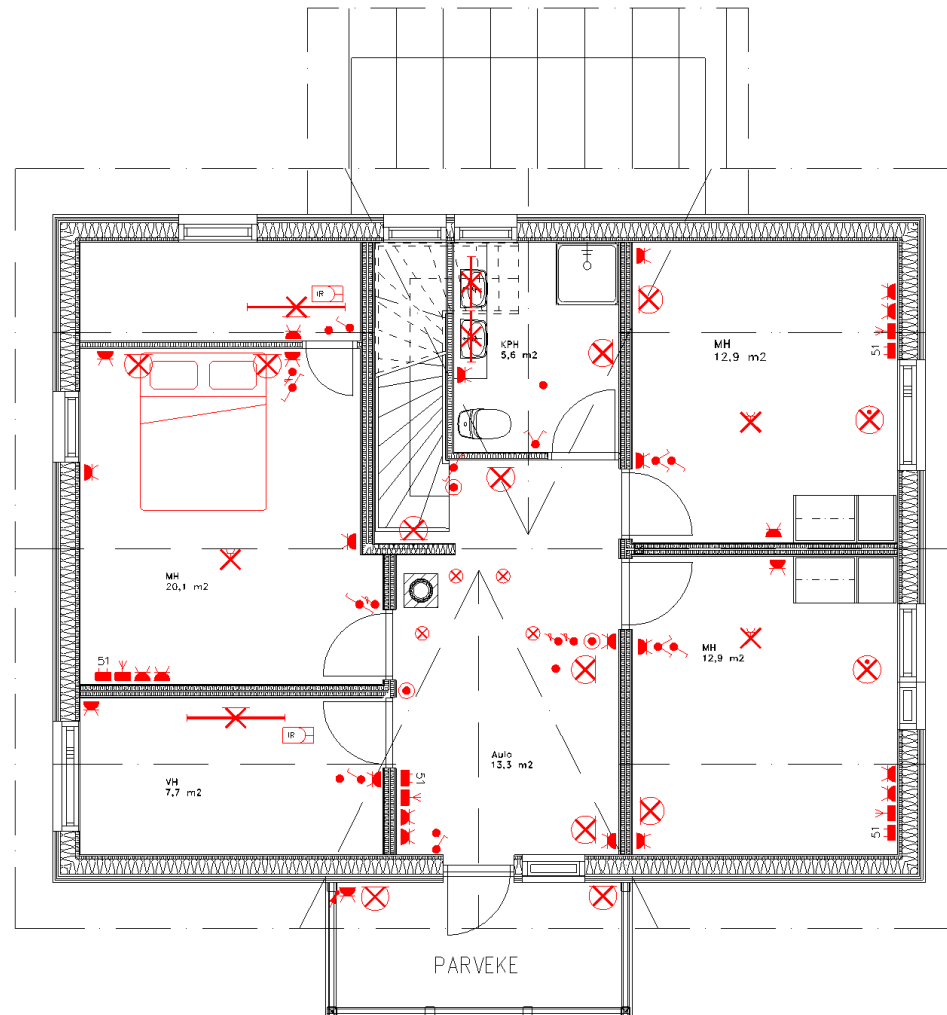 IR
KPH
5,6 m2
MH
12,9 m2
51
MH
20,1 m2
MH
12,9 m2
51
IR
Aula
13,3 m2
VH
7,7 m2
51
51
PARVEKE